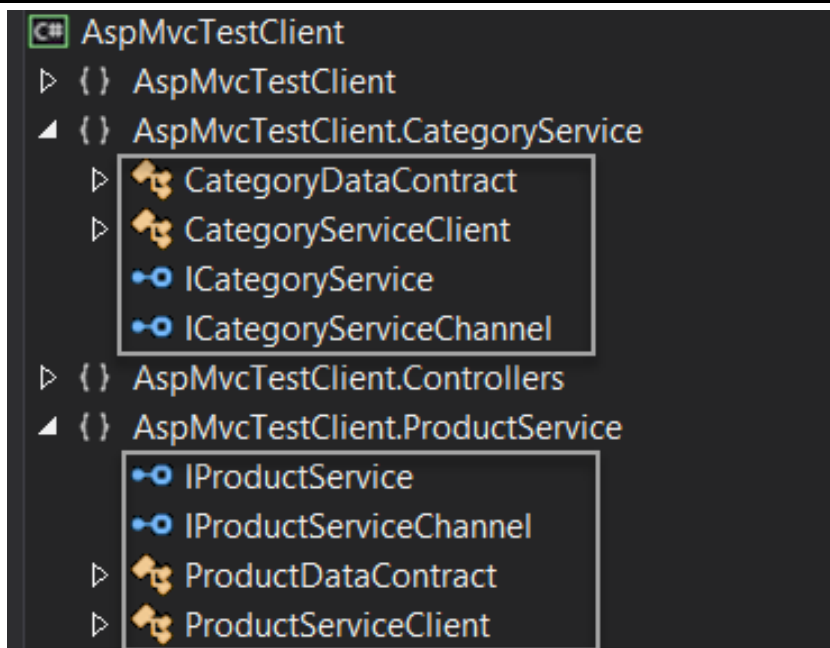 C# AspMvcTestClient
{ } AspMvcTestClient
{ } AspMvcTestClient.CategoryService
CategoryDataContract
CategoryServiceClient
ICategoryService
ICategoryServiceChannel
{ } AspMvcTestClient.Controllers
{ } AspMvcTestClient.ProductService
IProductService
IProductServiceChannel
ProductDataContract
ProductServiceClient